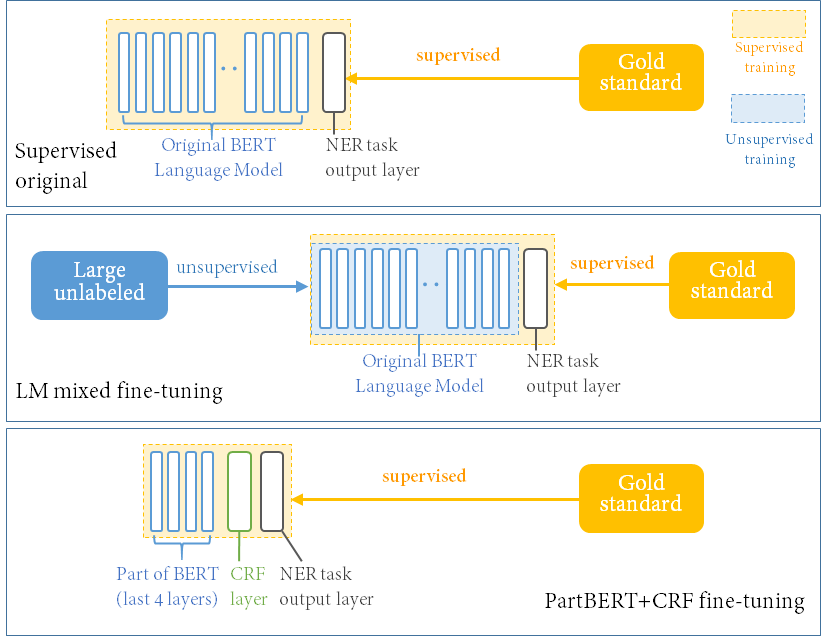 supervised
Gold
standard
Supervised
training
Unsupervised
training
Original BERT
Language Model
NER task
output layer
Supervised
original
Large
unlabeled
unsupervised
supervised
Gold
standard
Original BERT
Language Model
NER task
output layer
LM mixed fine-tuning
supervised
Gold
standard
Part of BERT
(last 4 layers)
CRF
layer
NER task
output layer
PartBERT+CRF fine-tuning